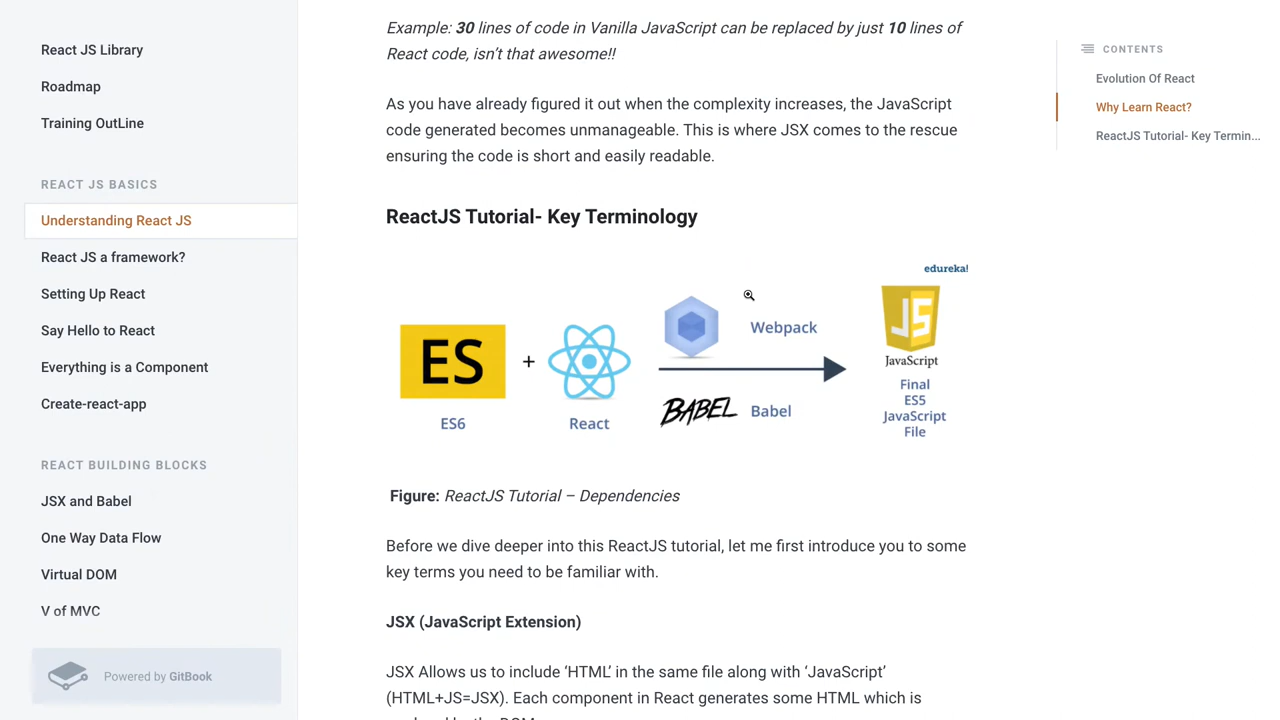 React JS Library
Roadmap
Training OutLine
REACT JS BASICS
Understanding React JS
React JS a framework?
Setting Up React
Say Hello to React
Everything is a Component
Create-react-app
REACT BUILDING BLOCKS
JSX and Babel
One Way Data Flow
Virtual DOM
V of MVC
Powered by GitBook
Example: 30 lines of code in Vanilla JavaScript can be replaced by just 10 lines of
React code, isn’t that awesome!!
As you have already figured it out when the complexity increases, the JavaScript
code generated becomes unmanageable. This is where JSX comes to the rescue
ensuring the code is short and easily readable.
ReactJS Tutorial- Key Terminology
edureka!
ES
+
JS
Webpack
BABEL
Babel
JavaScript
ES6
React
Final
ES5
JavaScript
File
Figure: ReactJS Tutorial – Dependencies
Before we dive deeper into this ReactJS tutorial, let me first introduce you to some
key terms you need to be familiar with.
JSX (JavaScript Extension)
JSX Allows us to include ‘HTML’ in the same file along with ‘JavaScript’
(HTML+JS=JSX). Each component in React generates some HTML which is
CONTENTS
Evolution Of React
Why Learn React?
ReactJS Tutorial- Key Termin...